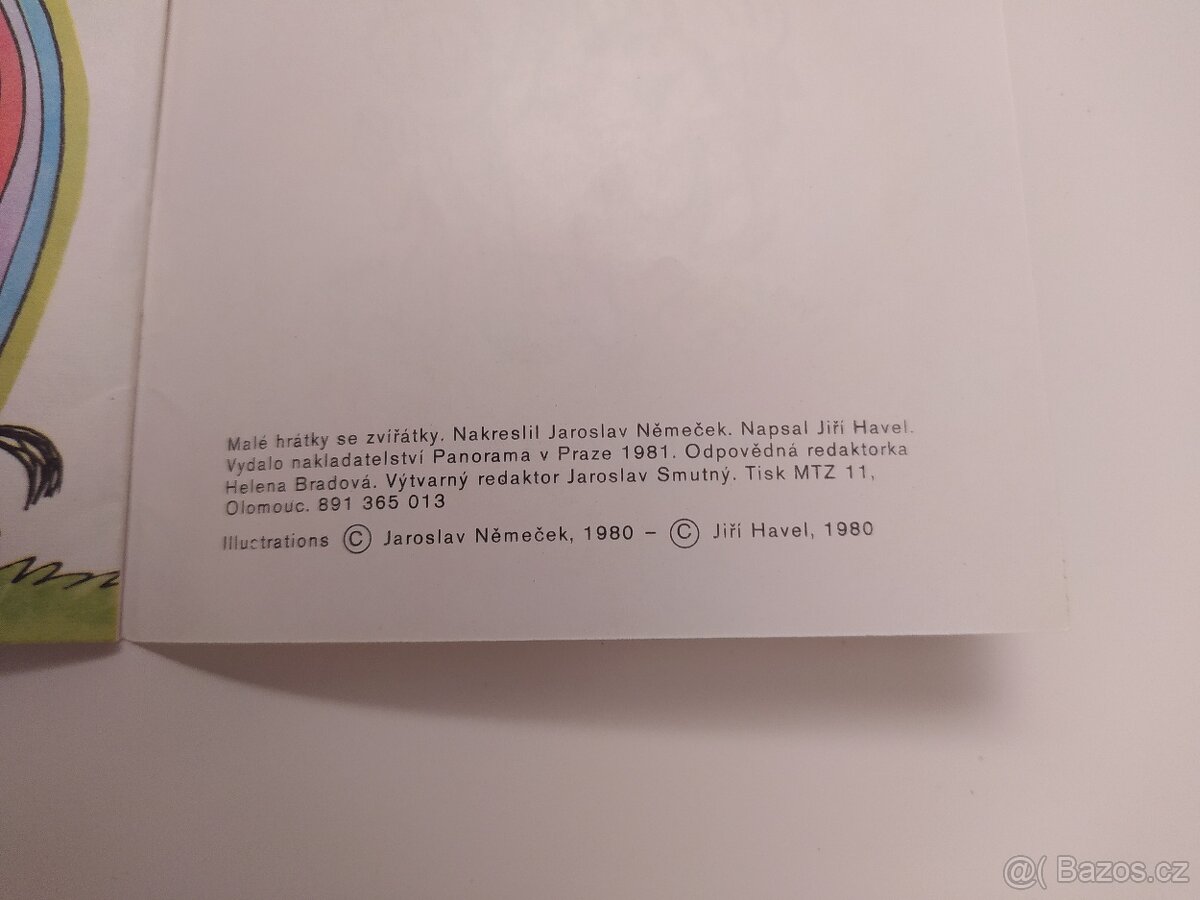 Malé hrátky se zvířátky. Nakreslil Jaroslav Němeček. Napsal Jiří Havel.
Vydalo nakladatelství Panorama v Praze 1981. Odpovědná redaktorka
Helena Bradová. Výtvarný redaktor Jaroslav Smutný. Tisk MTZ 11,
Olomouc. 891 365 013
Illustrations © Jaroslav Němeček, 1980 – © Jiří Havel, 1980
@( Bazos.cz